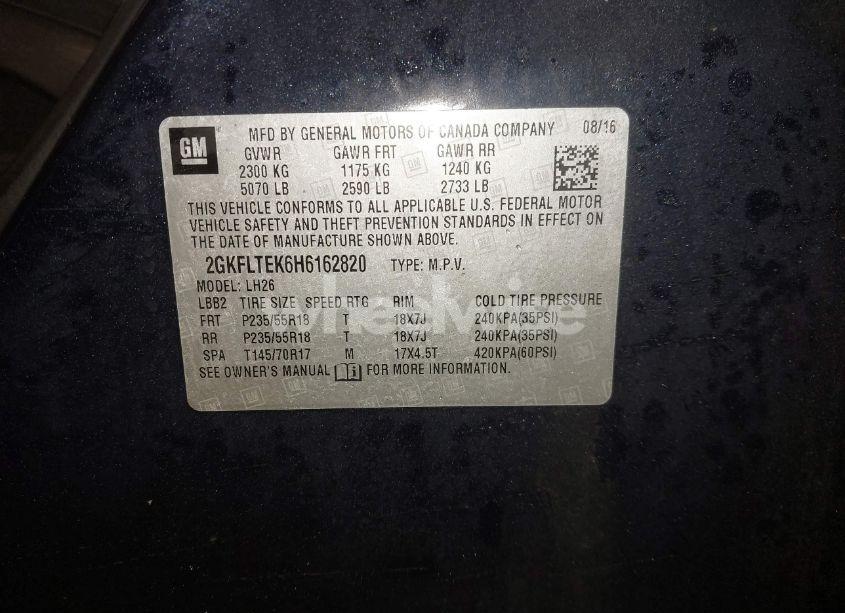 GM
MFD BY GENERAL MOTORS OF CANADA COMPANY 08/16
GVWR GAWR FRT GAWR RR
2300 KG 1175 KG 1240 KG
5070 LB 2590 LB 2733 LB
THIS VEHICLE CONFORMS TO ALL APPLICABLE U.S. FEDERAL MOTOR
VEHICLE SAFETY AND THEFT PREVENTION STANDARDS IN EFFECT ON
THE DATE OF MANUFACTURE SHOWN ABOVE.
2GKFLTEK6H6162820 TYPE: M.P.V.
MODEL: LH26
LBB2 TIRE SIZE SPEED RTG RIM COLD TIRE PRESSURE
FRT P235/55R18 T 18X7J 240KPA(35PSI)
RR P235/55R18 T 18X7J 240KPA(35PSI)
SPA T145/70R17 M 17X4.5T 420KPA(60PSI)
SEE OWNER'S MANUAL FOR MORE INFORMATION.